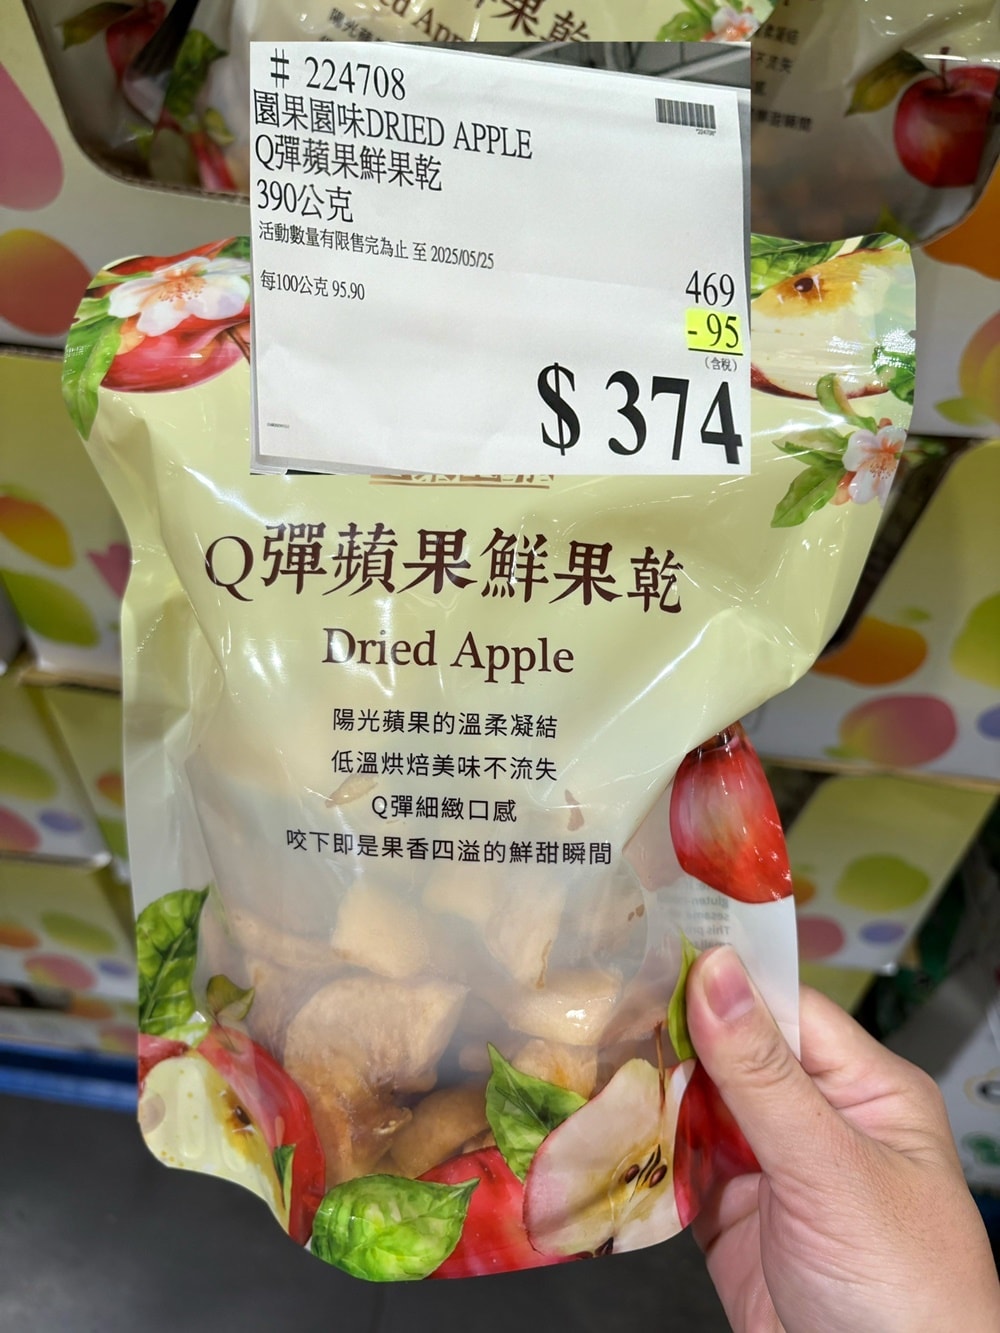 # 224708
園果園味DRIED APPLE
Q彈蘋果鮮果乾
390公克
活動數量有限售完為止 至 2025/05/25
每100公克 95.90
469
- 95
(含稅)
$ 374
Q彈蘋果鮮果乾
Dried Apple
陽光蘋果的溫柔凝結
低溫烘焙美味不流失
Q彈細緻口感
咬下即是果香四溢的鮮甜瞬間